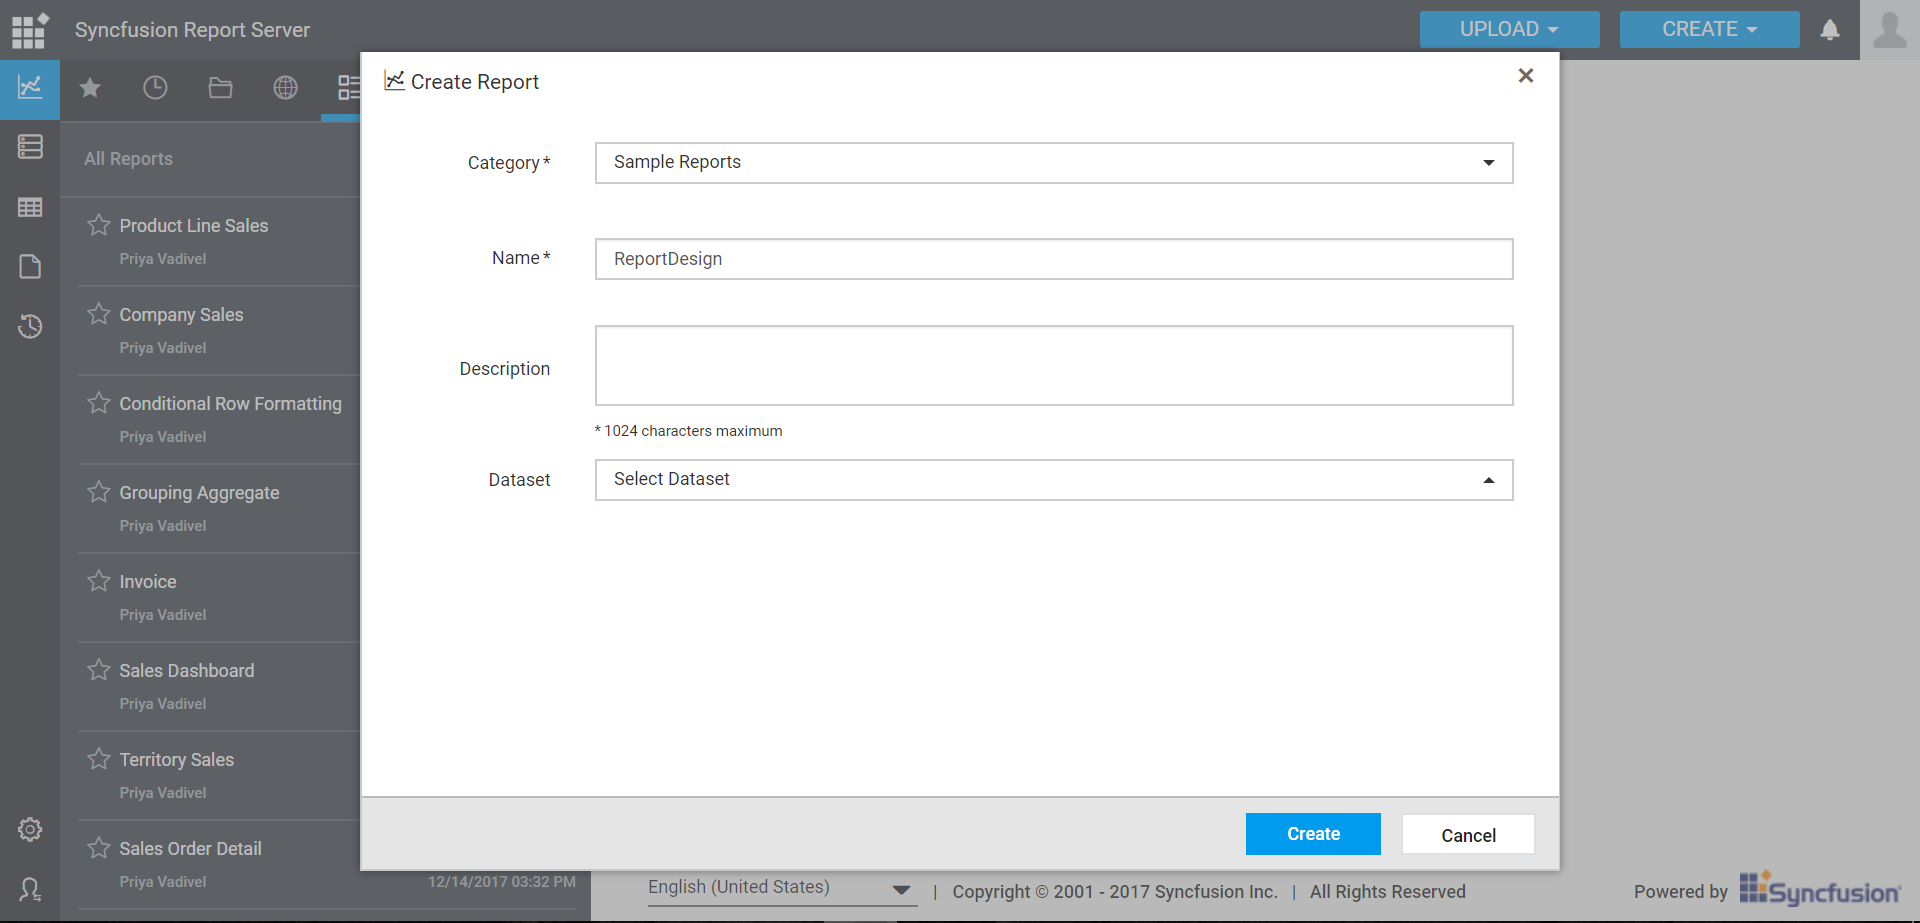 Syncfusion Report Server
UPLOAD
CREATE
Create Report
×
Category *
Sample Reports
Name *
ReportDesign
Description
* 1024 characters maximum
Dataset
Select Dataset
Create
Cancel
All Reports
Product Line Sales
Priya Vadivel
Company Sales
Priya Vadivel
Conditional Row Formatting
Priya Vadivel
Grouping Aggregate
Priya Vadivel
Invoice
Priya Vadivel
Sales Dashboard
Priya Vadivel
Territory Sales
Priya Vadivel
Sales Order Detail
Priya Vadivel 12/14/2017 03:32 PM
English (United States) | Copyright © 2001 - 2017 Syncfusion Inc. | All Rights Reserved
Powered by Syncfusion